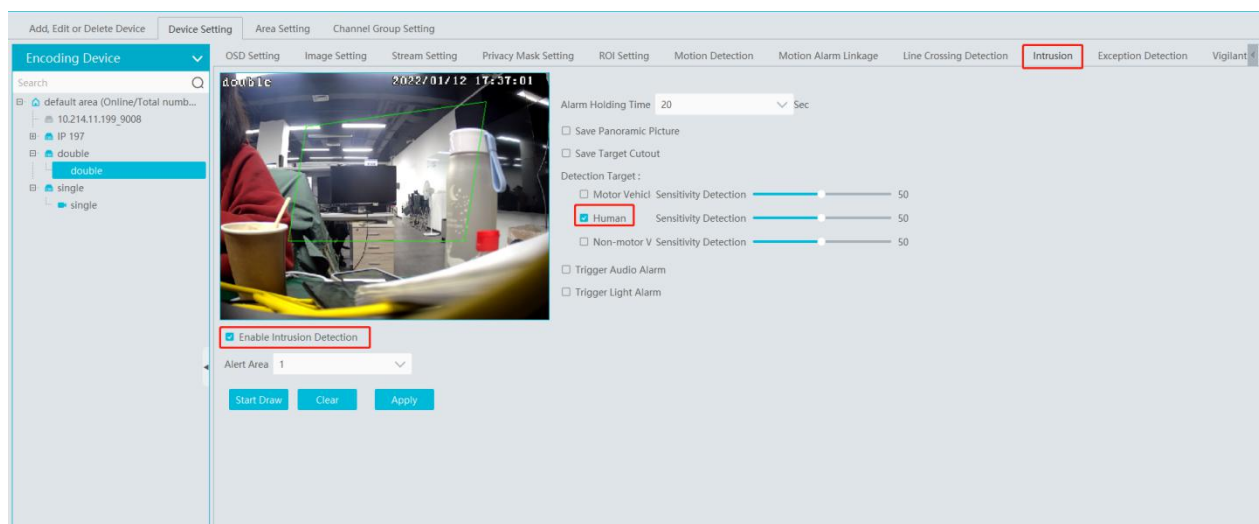 Add, Edit or Delete Device Device Setting Area Setting Channel Group Setting
Encoding Device
OSD Setting Image Setting Stream Setting Privacy Mask Setting ROI Setting Motion Detection Motion Alarm Linkage Line Crossing Detection Intrusion Exception Detection Vigilant
Search
default area (Online/Total numb...
10.214.11.199_9008
IP 197
double
double
single
single
double 2022/01/12 17:57:01
Alarm Holding Time 20 Sec
Save Panoramic Picture
Save Target Cutout
Detection Target :
Motor Vehicl Sensitivity Detection 50
Human Sensitivity Detection 50
Non-motor V Sensitivity Detection 50
Trigger Audio Alarm
Trigger Light Alarm
Enable Intrusion Detection
Alert Area 1
Start Draw Clear Apply